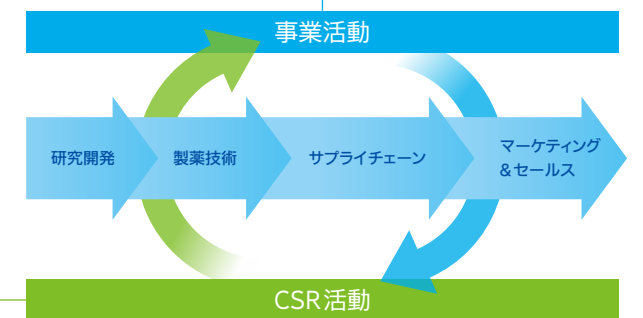 事業活動
研究開発
製薬技術
サプライチェーン
マーケティング
&セールス
CSR活動